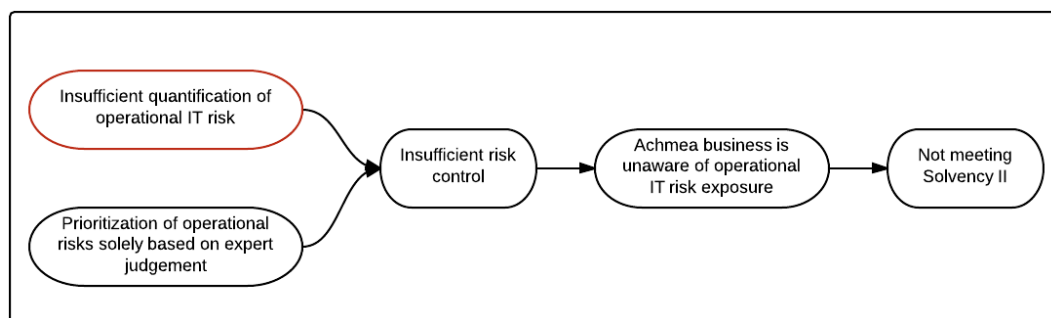 Insufficient quantification of
operational IT risk
Prioritization of operational
risks solely based on expert
judgement
Insufficient risk
control
Achmea business is
unaware of operational
IT risk exposure
Not meeting
Solvency II